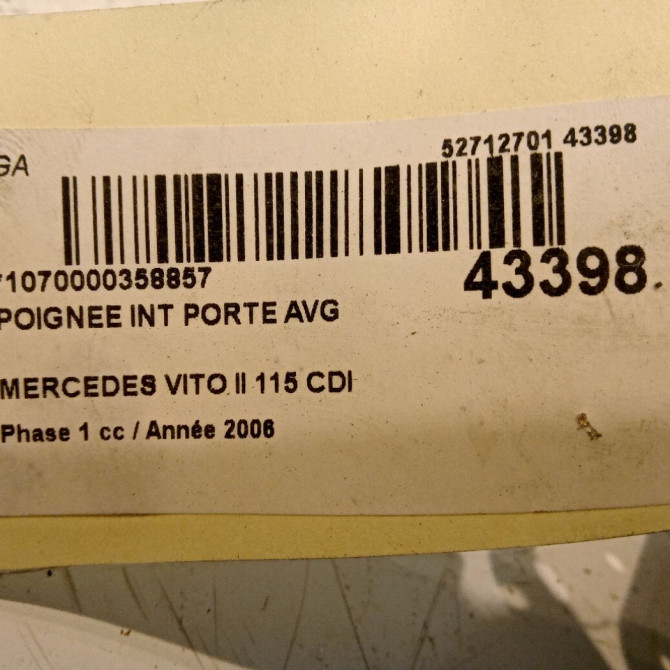 52712701 43398
GA
*1070000358857
43398.
POIGNEE INT PORTE AVG
MERCEDES VITO II 115 CDI
Phase 1 cc / Année 2006